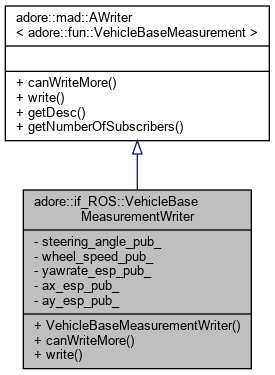 adore::mad::AWriter
< adore::fun::VehicleBaseMeasurement >
+ canWriteMore()
+ write()
+ getDesc()
+ getNumberOfSubscribers()
adore::if_ROS::VehicleBase
MeasurementWriter
- steering_angle_pub_
- wheel_speed_pub_
- yawrate_esp_pub_
- ax_esp_pub_
- ay_esp_pub_
+ VehicleBaseMeasurementWriter()
+ canWriteMore()
+ write()